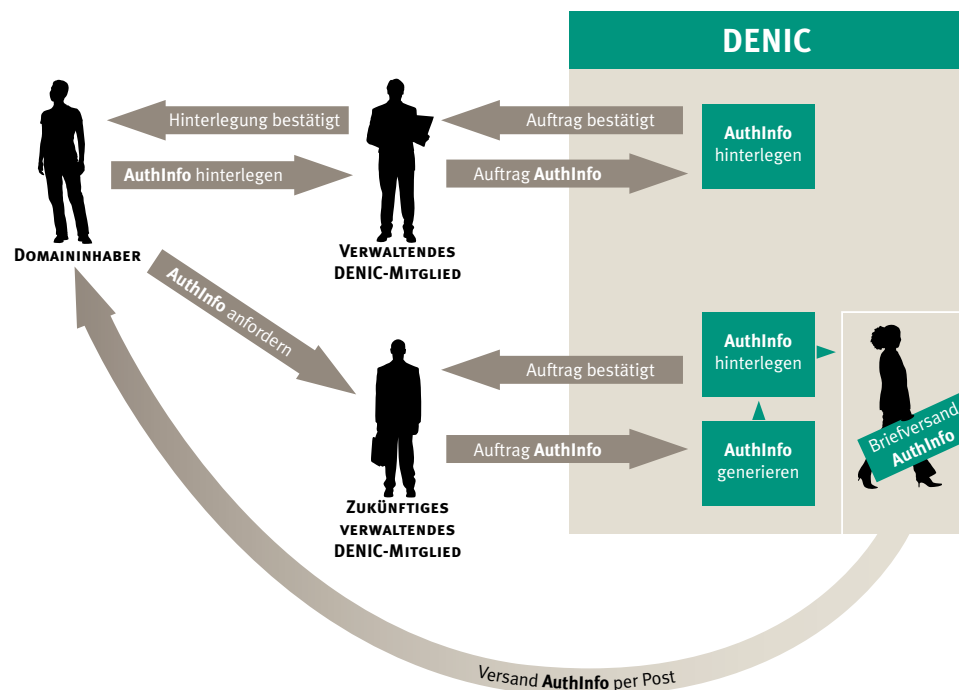 DENIC
Hinterlegung bestätigt
Auftrag bestätigt
AuthInfo
hinterlegen
AuthInfo hinterlegen
Auftrag AuthInfo
DOMAININHABER
VERWALTENDES
DENIC-MITGLIED
AuthInfo anfordern
Auftrag bestätigt
AuthInfo
hinterlegen
Auftrag AuthInfo
AuthInfo
generieren
Briefversand
AuthInfo
ZUKÜNFTIGES
VERWALTENDES
DENIC-MITGLIED
Versand AuthInfo per Post